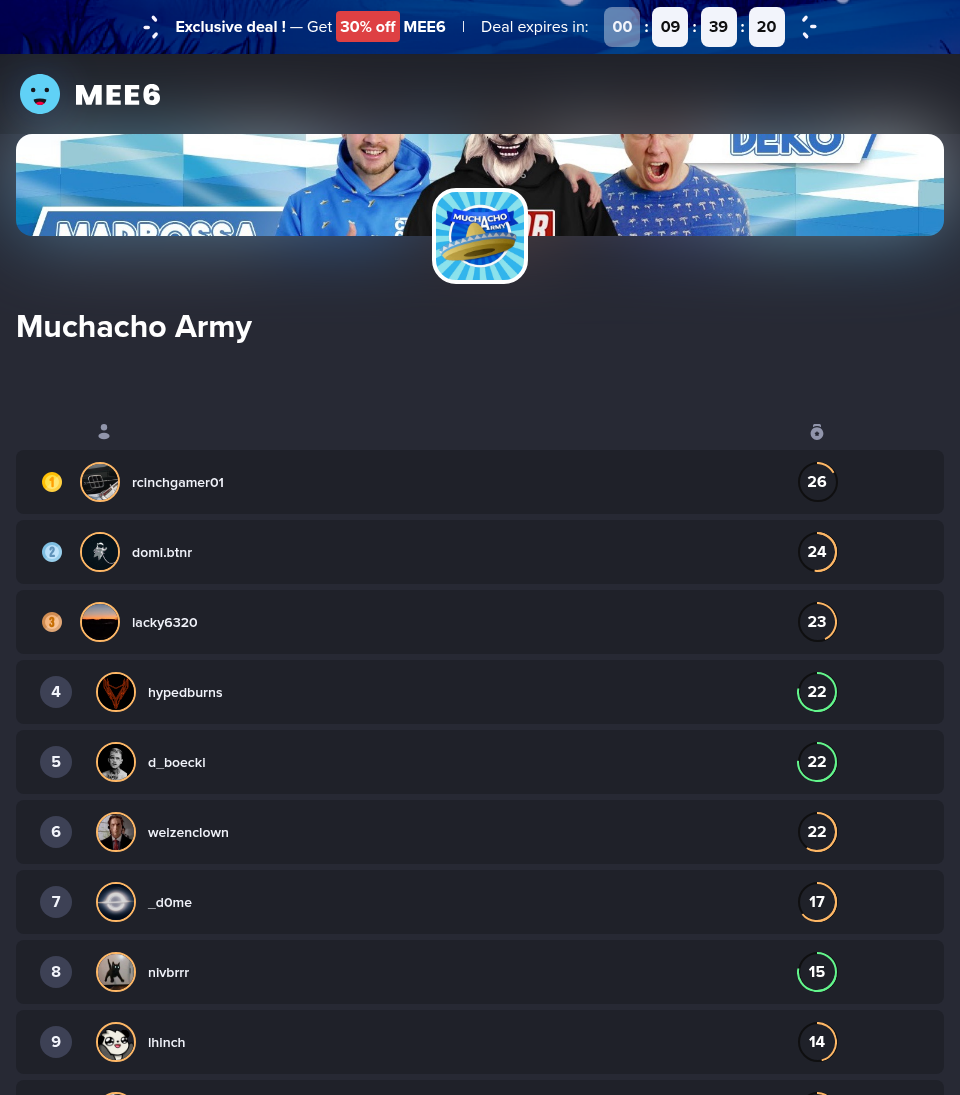 Exclusive deal ! — Get 30% off MEE6 | Deal expires in: 00 : 09 : 39 : 20
MEE6
DEKO
MADROSSA
MUCHACHO
ARMY
Muchacho Army
1 rcinchgamer01 26
2 doml.btnr 24
3 lacky6320 23
4 hypedburns 22
5 d_boeckl 22
6 weizenclown 22
7 _d0me 17
8 nivbrrr 15
9 lhinch 14